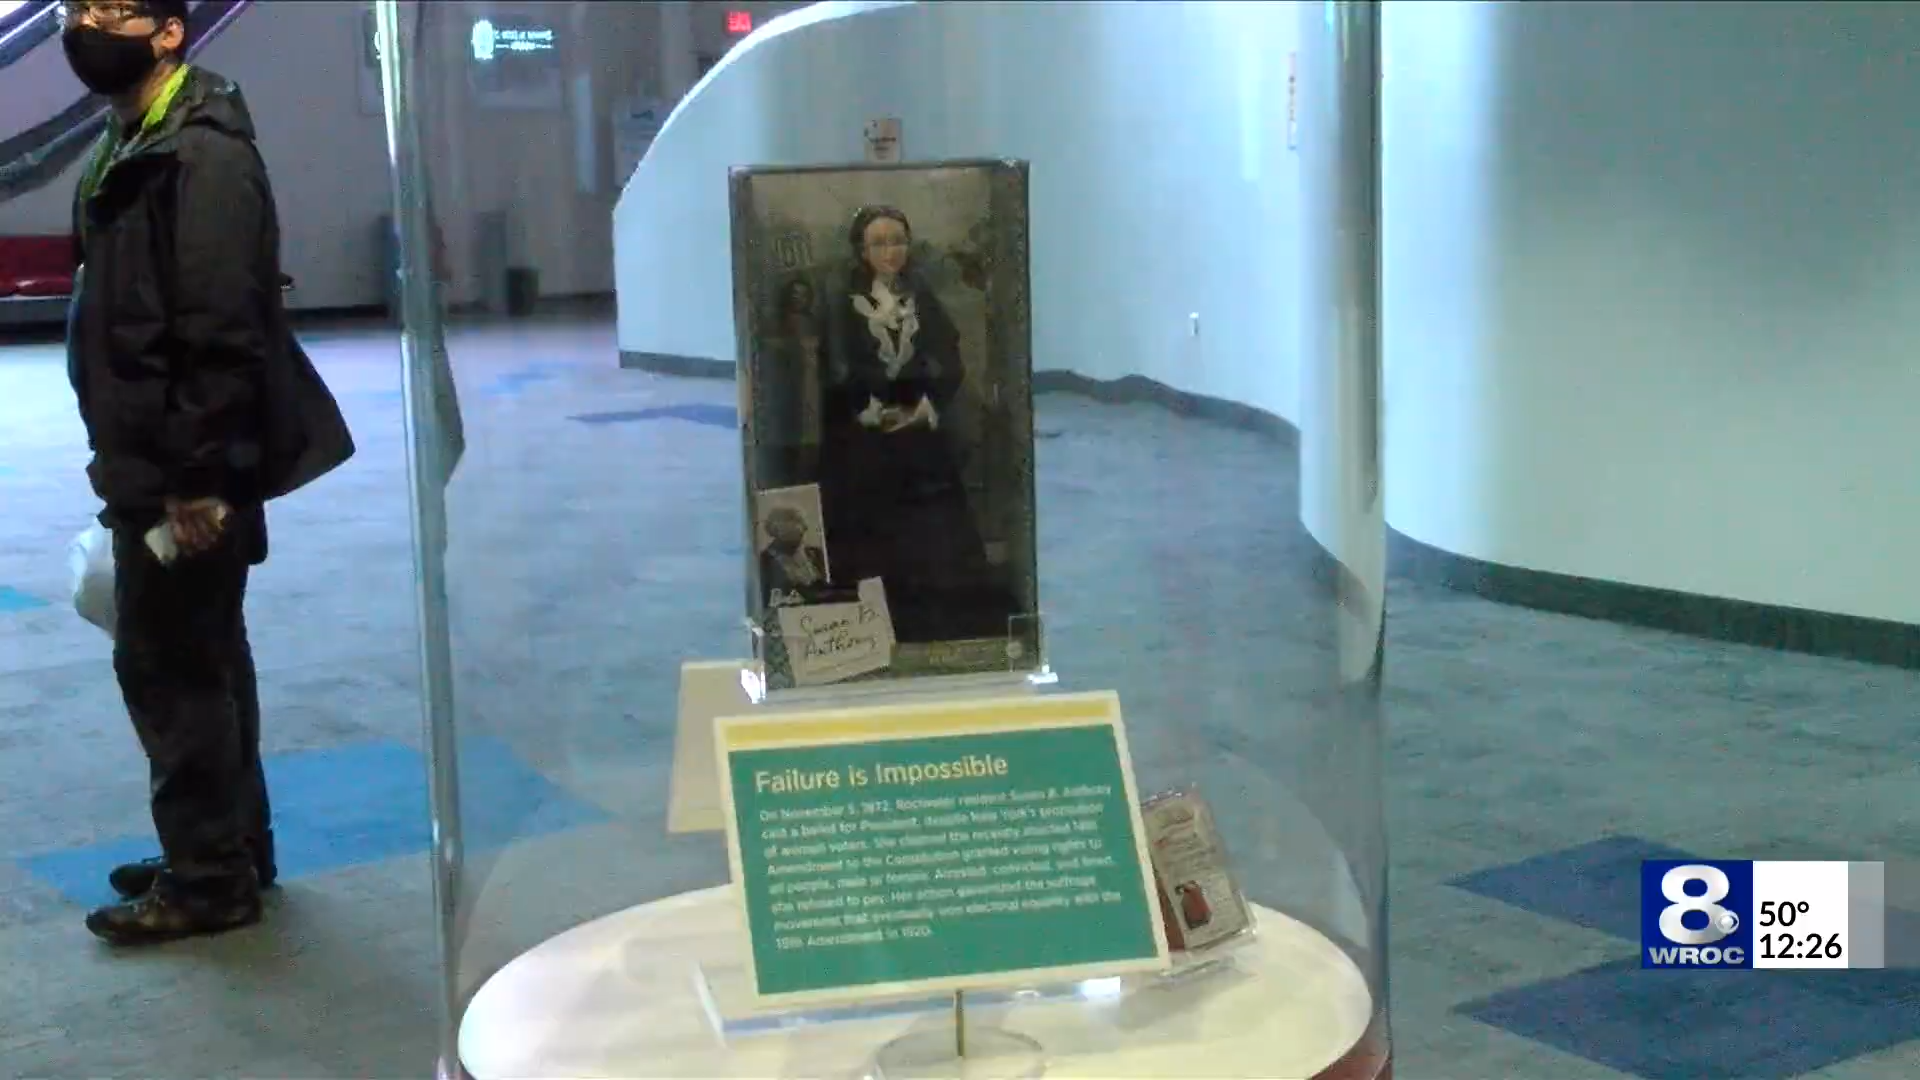 VOTE
Susan B.
Anthony
Failure is Impossible
On November 5, 1872, Rochester resident Susan B. Anthony
cast a ballot for President, despite New York's prohibition
of women voters. She claimed the recently enacted 14th
Amendment to the Constitution granted voting rights to
all people, male or female. Arrested, convicted, and fined,
she refused to pay. Her action galvanized the suffrage
movement that eventually won electoral equality with the
19th Amendment in 1920.
8
WROC
50°
12:26